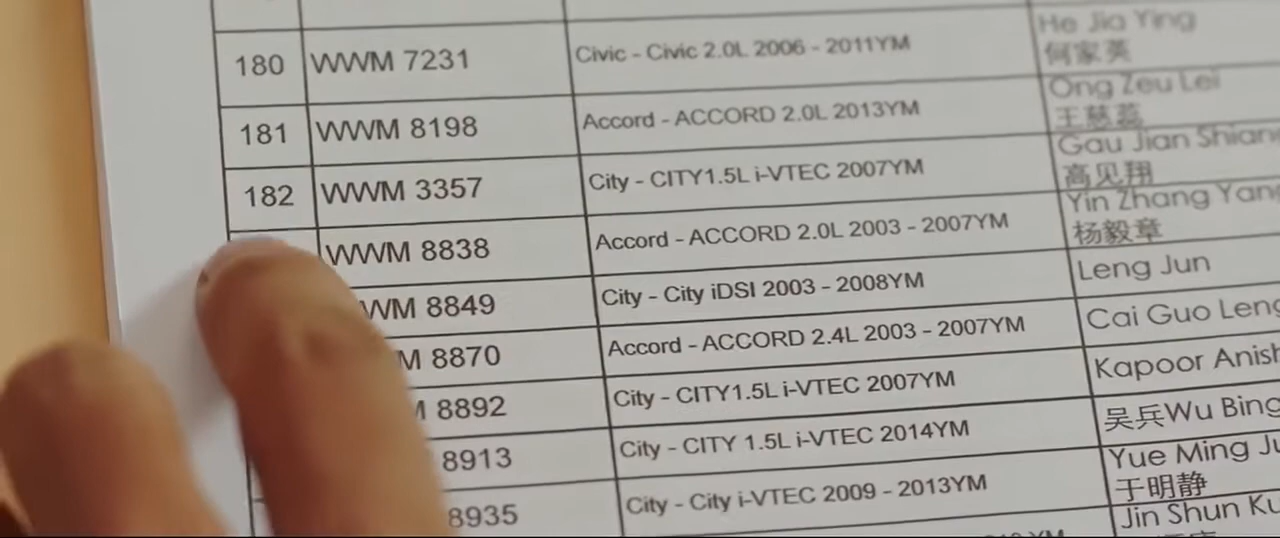 He Jia Ying
180 WWM 7231 Civic - Civic 2.0L 2006 - 2011YM 何家英
Ong Zeu Lei
181 WWM 8198 Accord - ACCORD 2.0L 2013YM 王慈蕊
Gau Jian Shiang
182 WWM 3357 City - CITY1.5L i-VTEC 2007YM 高见翔
Yin Zhang Yang
WWM 8838 Accord - ACCORD 2.0L 2003 - 2007YM 杨毅章
WM 8849 City - City iDSI 2003 - 2008YM Leng Jun
M 8870 Accord - ACCORD 2.4L 2003 - 2007YM Cai Guo Leng
8892 City - CITY1.5L i-VTEC 2007YM Kapoor Anish
8913 City - CITY 1.5L i-VTEC 2014YM 吴兵Wu Bing
Yue Ming Ju
8935 City - City i-VTEC 2009 - 2013YM 于明静
Jin Shun Ku